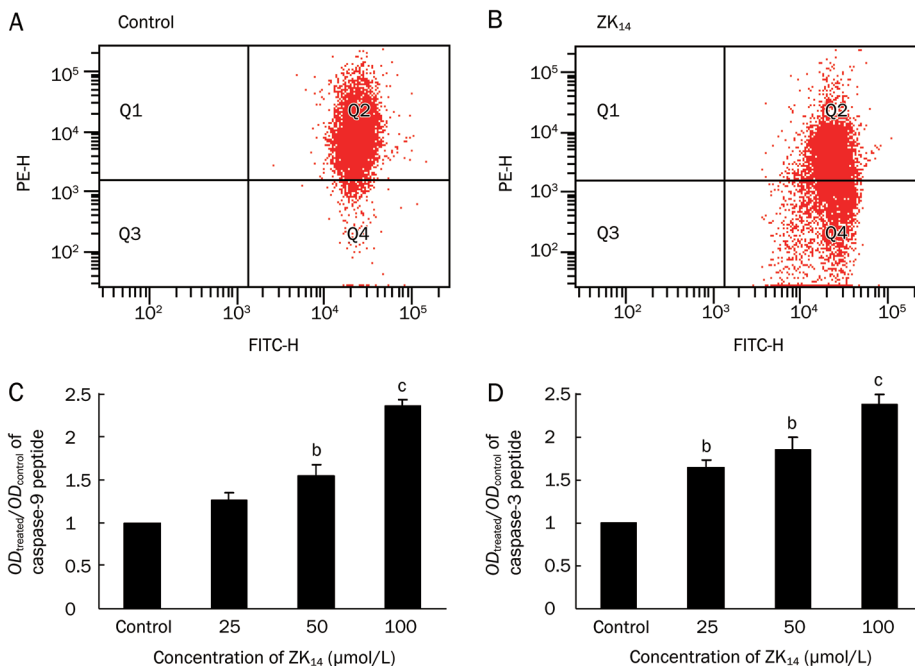 A
Control
PE-H
10⁵
10⁴
10³
10²
Q1
Q2
Q3
Q4
10² 10³ 10⁴ 10⁵
FITC-H
B
ZK₁₄
PE-H
10⁵
10⁴
10³
10²
Q1
Q2
Q3
Q4
10² 10³ 10⁴ 10⁵
FITC-H
C
OD_treated/OD_control of
caspase-9 peptide
2.5
2
1.5
1
0.5
0
b
c
Control 25 50 100
Concentration of ZK₁₄ (µmol/L)
D
OD_treated/OD_control of
caspase-3 peptide
2.5
2
1.5
1
0.5
0
b
b
c
Control 25 50 100
Concentration of ZK₁₄ (µmol/L)